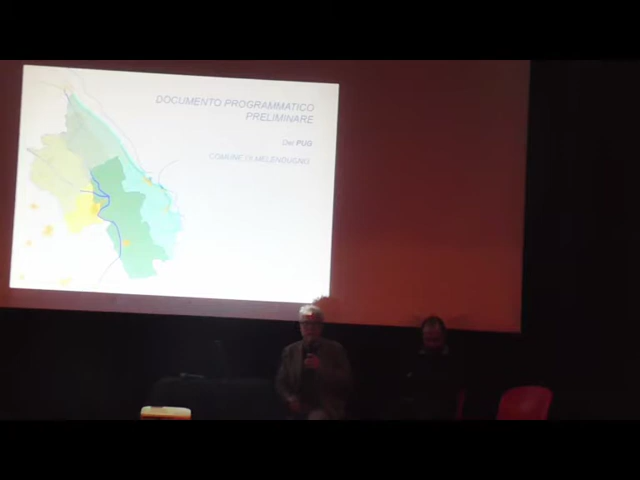 DOCUMENTO PROGRAMMATICO
PRELIMINARE
Del PUG
COMUNE DI MELENDUGNO